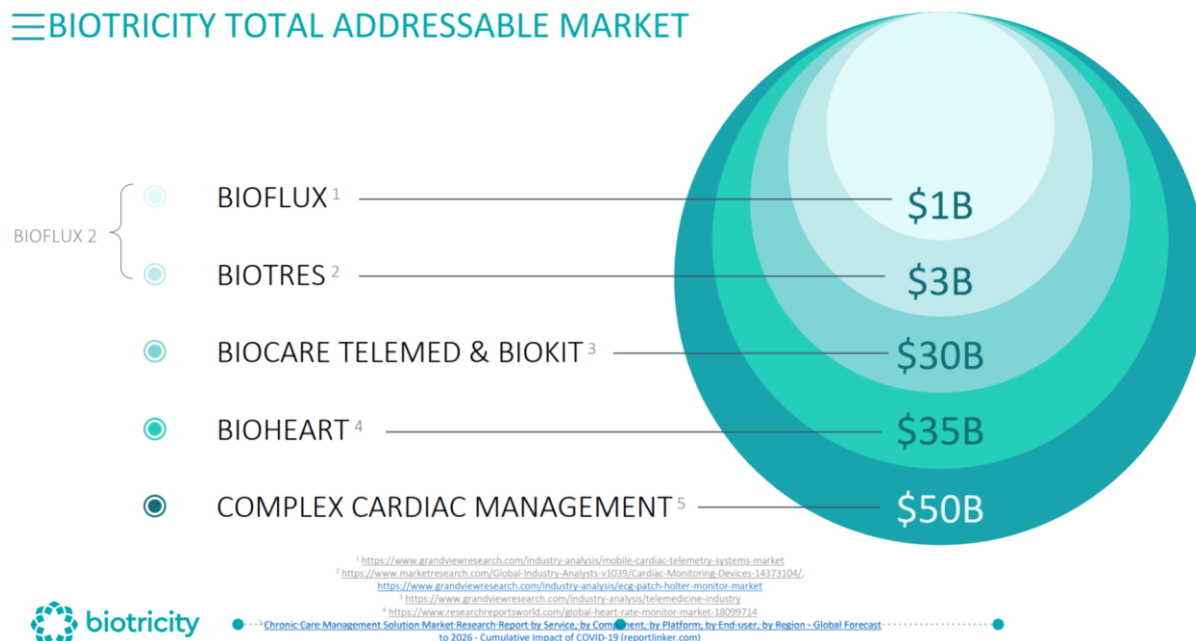 BIOTRICITY TOTAL ADDRESSABLE MARKET
BIOFLUX 1
$1B
BIOFLUX 2
BIOTRES 2
$3B
BIOCARE TELEMED & BIOKIT 3
$30B
BIOHEART 4
$35B
COMPLEX CARDIAC MANAGEMENT 5
$50B
1 https://www.grandviewresearch.com/industry-analysis/mobile-cardiac-telemetry-systems-market
2 https://www.marketresearch.com/Global-Industry-Analysts-v1039/Cardiac-Monitoring-Devices-14373104/,
https://www.grandviewresearch.com/industry-analysis/ecg-patch-holter-monitor-market
3 https://www.grandviewresearch.com/industry-analysis/telemedicine-industry
4 https://www.researchreportsworld.com/global-heart-rate-monitor-market-18099714
5 Chronic Care Management Solution Market Research Report by Service, by Component, by Platform, by End-user, by Region - Global Forecast
to 2026 - Cumulative Impact of COVID-19 (reportlinker.com)
biotricity